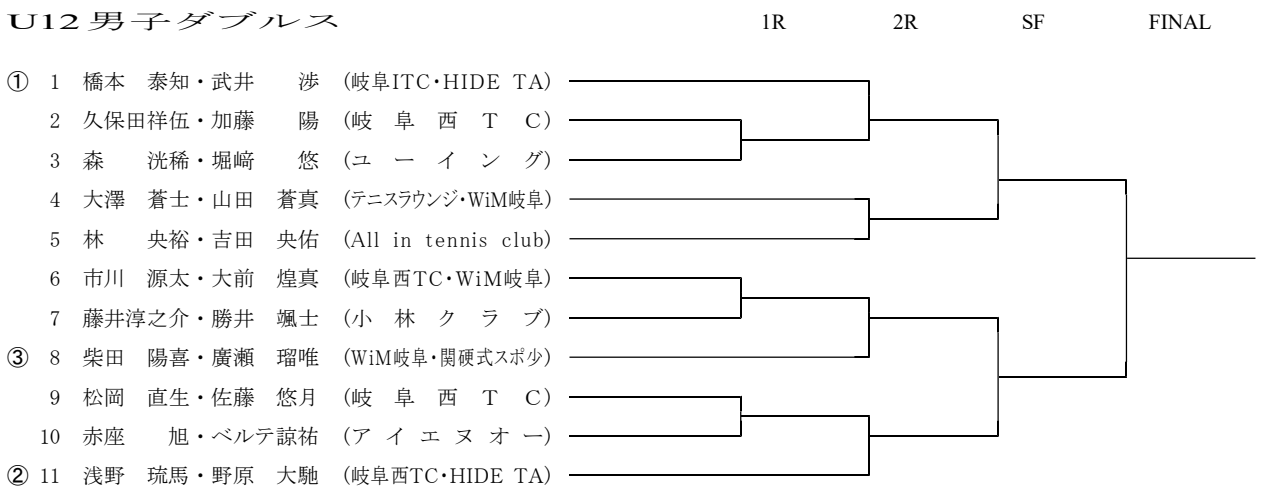 U12男子ダブルス 1R 2R SF FINAL
① 1 橋本 泰知・武井 渉 (岐阜ITC・HIDE TA)
2 久保田祥伍・加藤 陽 (岐阜西TC)
3 森 洸稀・堀﨑 悠 (ユーイング)
4 大澤 蒼士・山田 蒼真 (テニスラウンジ・WiM岐阜)
5 林 央裕・吉田 央佑 (All in tennis club)
6 市川 源太・大前 煌真 (岐阜西TC・WiM岐阜)
7 藤井淳之介・勝井 颯士 (小林クラブ)
③ 8 柴田 陽喜・廣瀬 瑠唯 (WiM岐阜・関硬式スポ少)
9 松岡 直生・佐藤 悠月 (岐阜西TC)
10 赤座 旭・ベルテ諒祐 (アイエヌオー)
② 11 浅野 琉馬・野原 大馳 (岐阜西TC・HIDE TA)